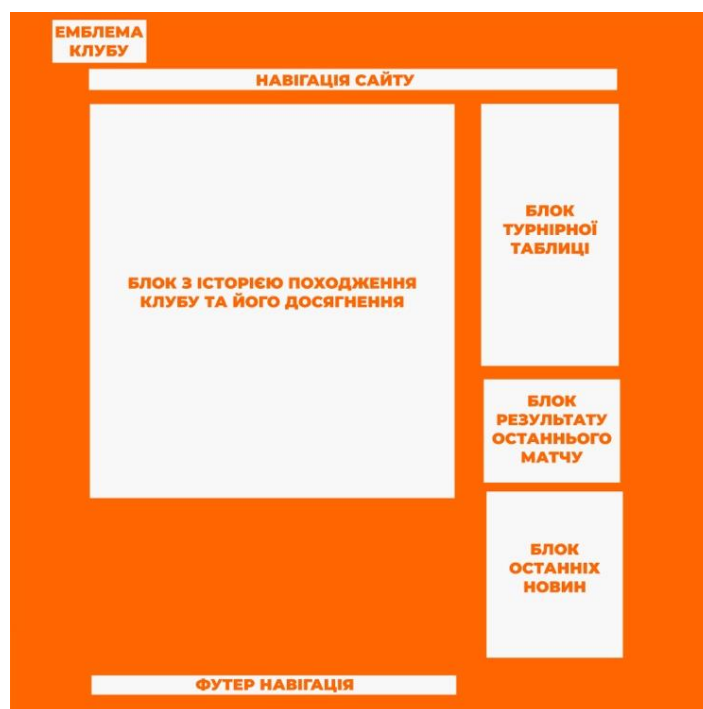 ЕМБЛЕМА
КЛУБУ
НАВІГАЦІЯ САЙТУ
БЛОК З ІСТОРІЄЮ ПОХОДЖЕННЯ
КЛУБУ ТА ЙОГО ДОСЯГНЕННЯ
БЛОК
ТУРНІРНОЇ
ТАБЛИЦІ
БЛОК
РЕЗУЛЬТАТУ
ОСТАННЬОГО
МАТЧУ
БЛОК
ОСТАННІХ
НОВИН
ФУТЕР НАВІГАЦІЯ